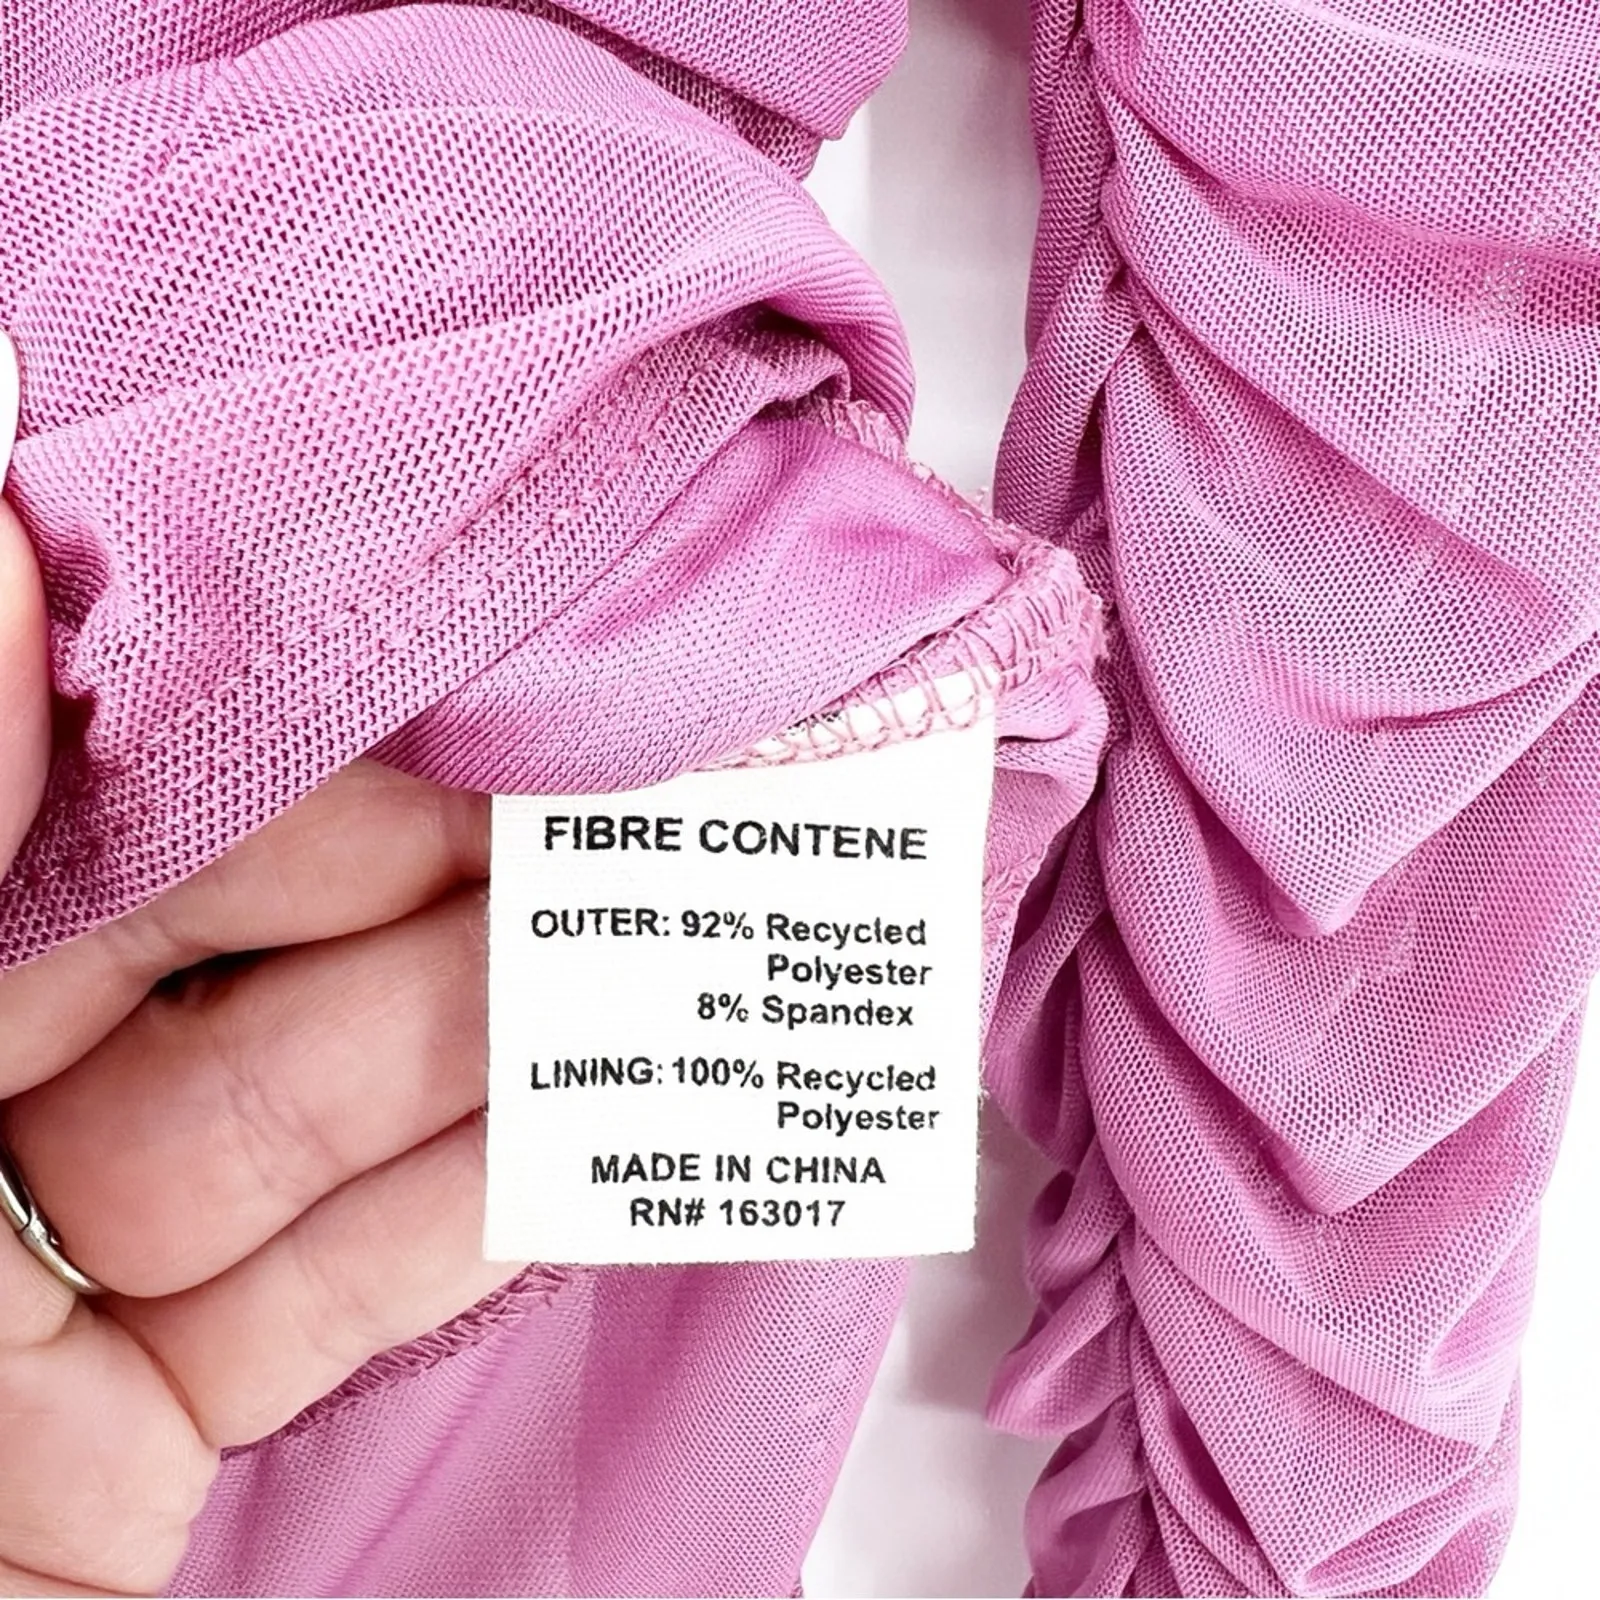 FIBRE CONTENE
OUTER: 92% Recycled
Polyester
8% Spandex
LINING: 100% Recycled
Polyester
MADE IN CHINA
RN# 163017